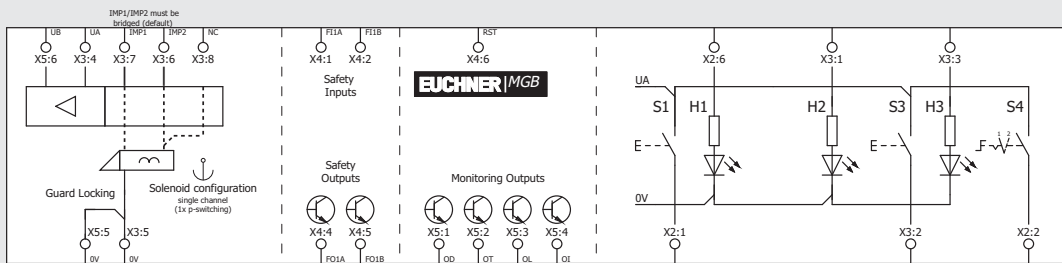 IMP1/IMP2 must be
bridged (default)
UB UA IMP1 IMP2 NC FI1A FI1B RST
X5:6 X3:4 X3:7 X3:6 X3:8 X4:1 X4:2 X4:6 X2:6 X3:1 X3:3
Safety
Inputs
EUCHNER MGB
UA
S1 H1 H2 S3 H3 S4
1 2
E E F
Safety
Outputs
Monitoring Outputs
Guard Locking
Solenoid configuration
single channel
(1x p-switching)
0V
X5:5 X3:5 X4:4 X4:5 X5:1 X5:2 X5:3 X5:4 X2:1 X3:2 X2:2
0V 0V FO1A FO1B OD OT OL OI